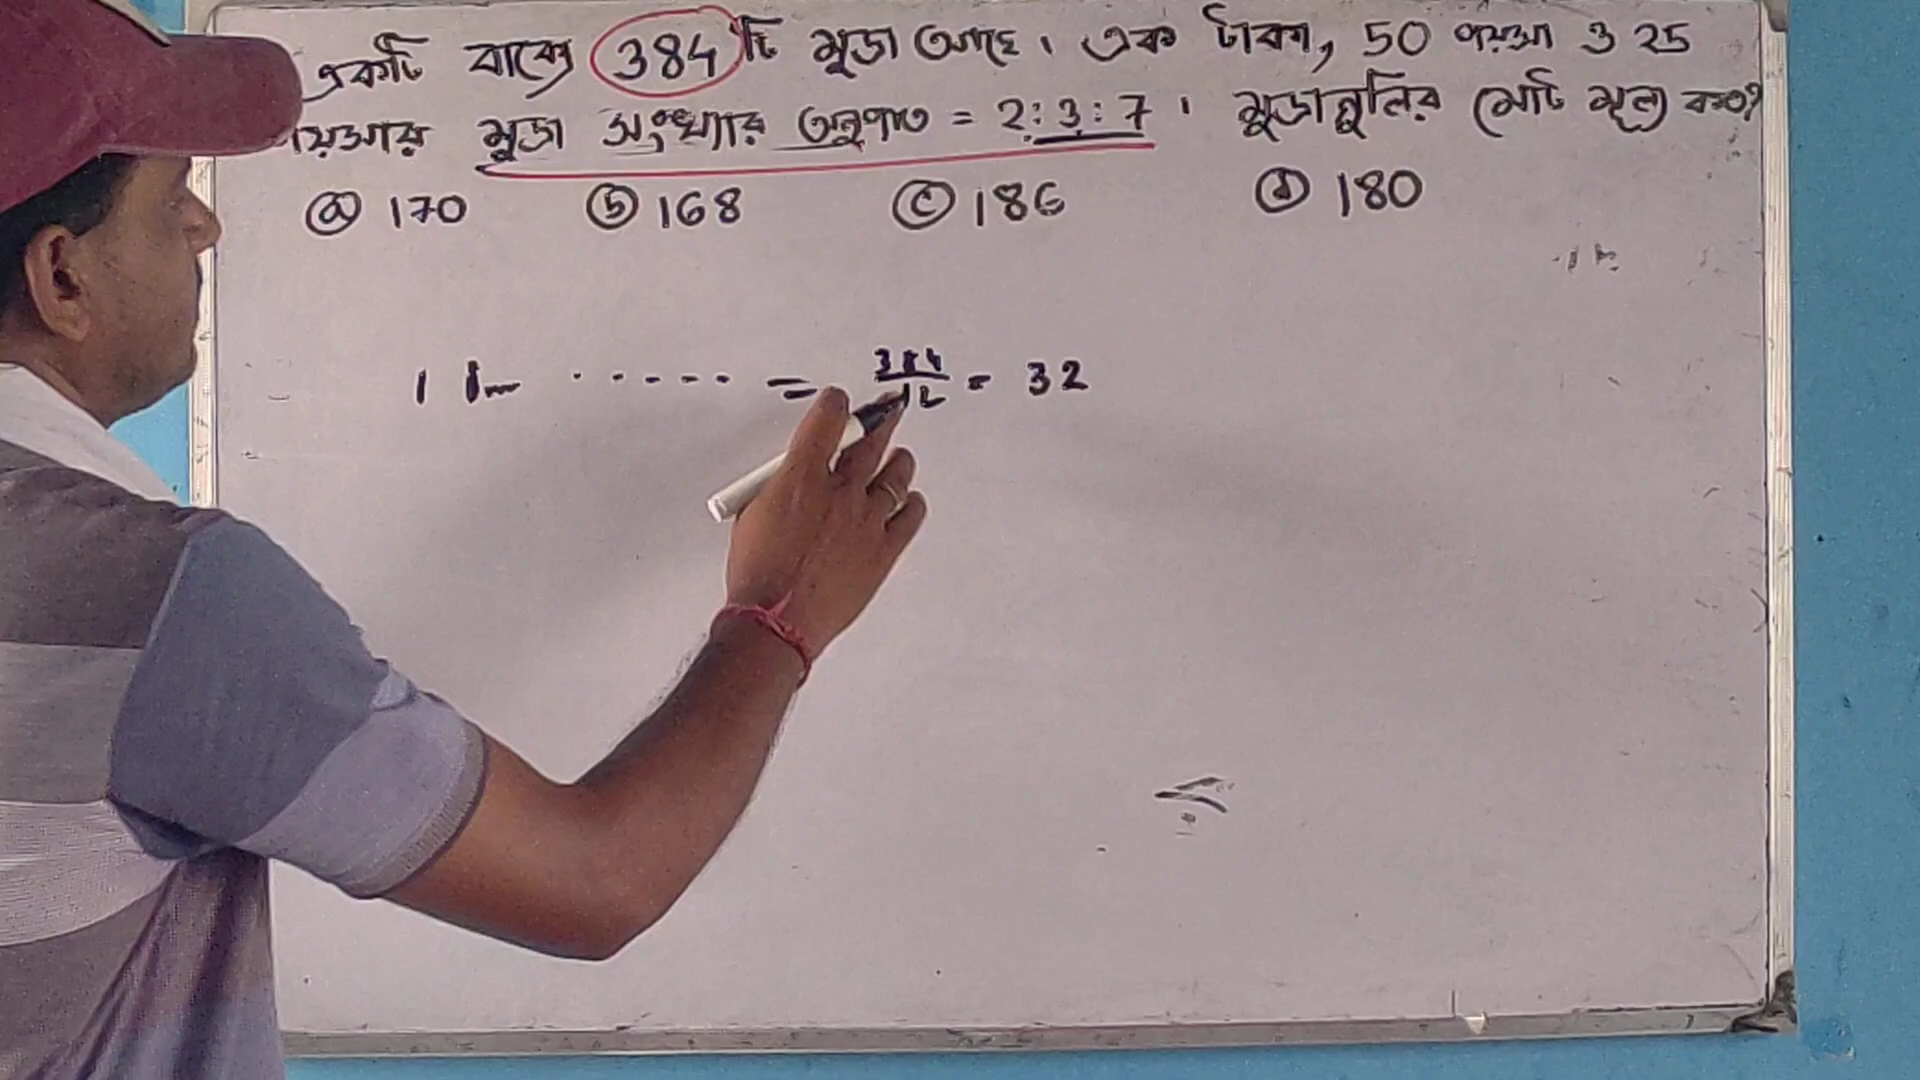 একটি বাক্সে 384 টি মুদ্রা আছে। এক টাকা, 50 পয়সা ও 25
য়সার মুদ্রা সংখ্যার অনুপাত = 2:3:7। মুদ্রাগুলির মোট মূল্য কত?
ⓐ 170 ⓑ 168 ⓒ 186 ⓓ 180
= 384/12 = 32